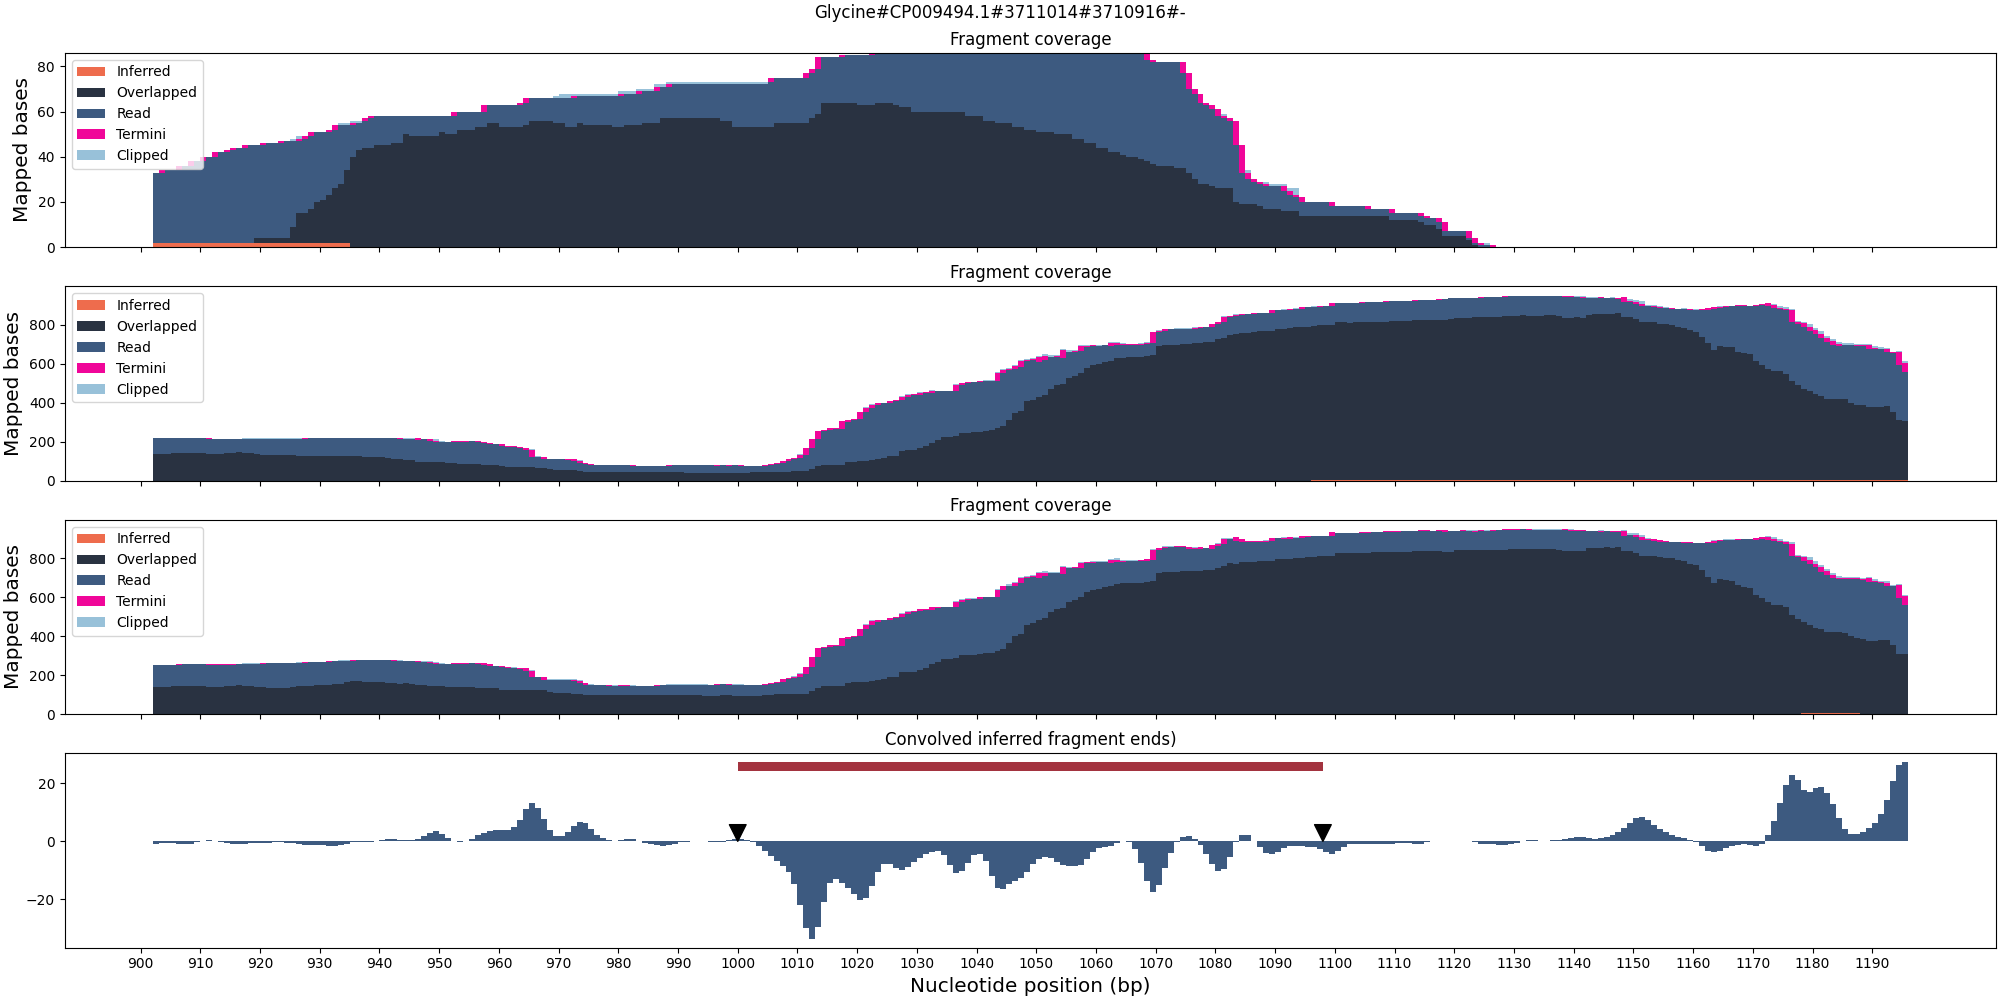 Glycine#CP009494.1#3711014#3710916#-
Fragment coverage
Mapped bases
80
60
40
20
0
Inferred
Overlapped
Read
Termini
Clipped
Fragment coverage
Mapped bases
800
600
400
200
0
Inferred
Overlapped
Read
Termini
Clipped
Fragment coverage
Mapped bases
800
600
400
200
0
Inferred
Overlapped
Read
Termini
Clipped
Convolved inferred fragment ends)
20
0
−20
900 910 920 930 940 950 960 970 980 990 1000 1010 1020 1030 1040 1050 1060 1070 1080 1090 1100 1110 1120 1130 1140 1150 1160 1170 1180 1190
Nucleotide position (bp)